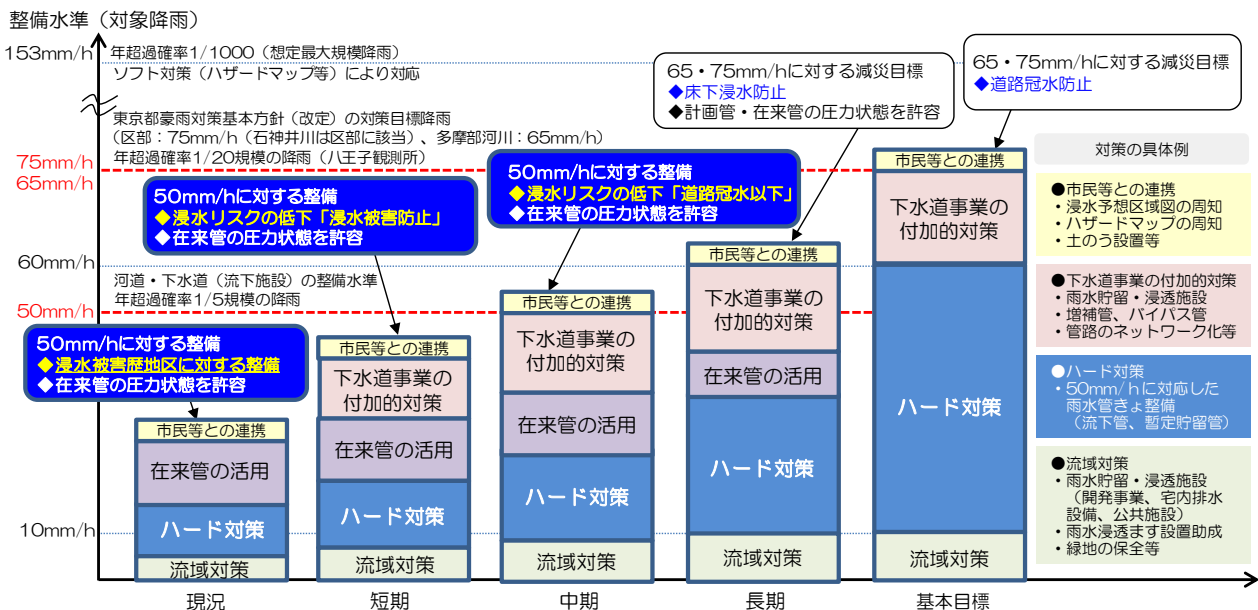 整備水準（対象降雨）
153mm/h
年超過確率1/1000（想定最大規模降雨）
ソフト対策（ハザードマップ等）により対応
東京都豪雨対策基本方針（改定）の対策目標降雨
（区部：75mm/h（石神井川は区部に該当）、多摩部河川：65mm/h）
年超過確率1/20規模の降雨（八王子観測所）
75mm/h
65mm/h
60mm/h
河道・下水道（流下施設）の整備水準
年超過確率1/5規模の降雨
50mm/h
10mm/h
50mm/hに対する整備
◆浸水被害歴地区に対する整備
◆在来管の圧力状態を許容
50mm/hに対する整備
◆浸水リスクの低下「浸水被害防止」
◆在来管の圧力状態を許容
50mm/hに対する整備
◆浸水リスクの低下「道路冠水以下」
◆在来管の圧力状態を許容
65・75mm/hに対する減災目標
◆床下浸水防止
◆計画管・在来管の圧力状態を許容
65・75mm/hに対する減災目標
◆道路冠水防止
市民等との連携
在来管の活用
ハード対策
流域対策
現況
市民等との連携
下水道事業の
付加的対策
在来管の活用
ハード対策
流域対策
短期
市民等との連携
下水道事業の
付加的対策
在来管の活用
ハード対策
流域対策
中期
市民等との連携
下水道事業の
付加的対策
在来管の活用
ハード対策
流域対策
長期
市民等との連携
下水道事業の
付加的対策
ハード対策
流域対策
基本目標
対策の具体例
●市民等との連携
・浸水予想区域図の周知
・ハザードマップの周知
・土のう設置等
●下水道事業の付加的対策
・雨水貯留・浸透施設
・増補管、バイパス管
・管路のネットワーク化等
●ハード対策
・50mm/hに対応した
雨水管きょ整備
（流下管、暫定貯留管）
●流域対策
・雨水貯留・浸透施設
（開発事業、宅内排水
設備、公共施設）
・雨水浸透ます設置助成
・緑地の保全等